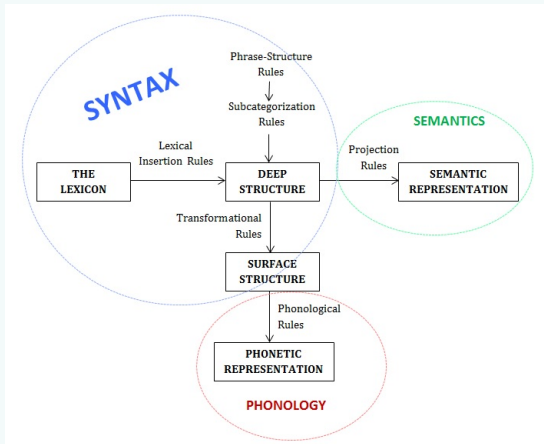 SYNTAX
Phrase-Structure
Rules
Subcategorization
Rules
SEMANTICS
Lexical
Insertion Rules
Projection
Rules
THE
LEXICON
DEEP
STRUCTURE
SEMANTIC
REPRESENTATION
Transformational
Rules
SURFACE
STRUCTURE
Phonological
Rules
PHONETIC
REPRESENTATION
PHONOLOGY